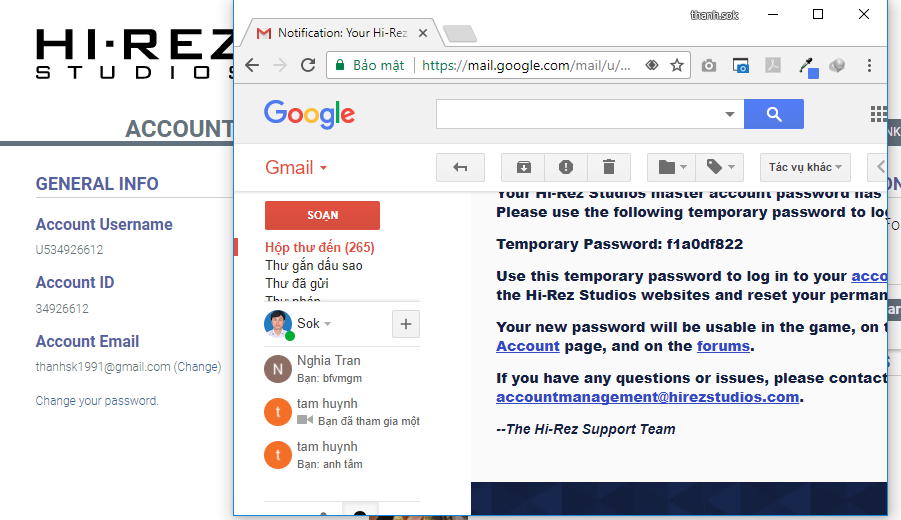 HI-REZ
STUDIOS
ACCOUNT
GENERAL INFO
Account Username
U534926612
Account ID
34926612
Account Email
thanhsk1991@gmail.com (Change)
Change your password.
thanh.sok
Notification: Your Hi-Rez
Bảo mật
https://mail.google.com/mail/u/...
Google
Gmail
Tác vụ khác
SOẠN
Hộp thư đến (265)
Thư gắn dấu sao
Thư đã gửi
Thư nháp
Sok
N
Nghia Tran
Bạn: bfvmgm
t
tam huynh
Bạn đã tham gia một
t
tam huynh
Bạn: anh tâm
Your Hi-Rez Studios master account password has
Please use the following temporary password to log
Temporary Password: f1a0df822
Use this temporary password to log in to your acco
the Hi-Rez Studios websites and reset your perman
Your new password will be usable in the game, on t
Account page, and on the forums.
If you have any questions or issues, please contact
accountmanagement@hirezstudios.com.
--The Hi-Rez Support Team